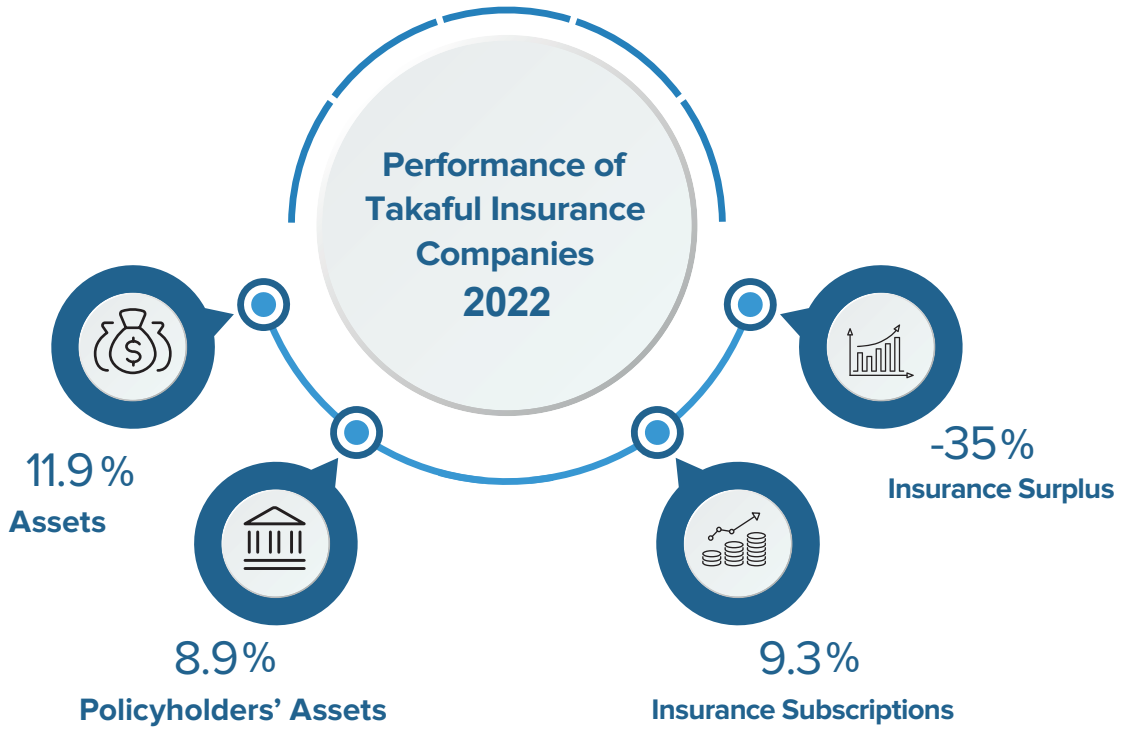 Performance of
Takaful Insurance
Companies
2022
11.9 %
Assets
8.9%
Policyholders’ Assets
9.3%
Insurance Subscriptions
-35%
Insurance Surplus
$